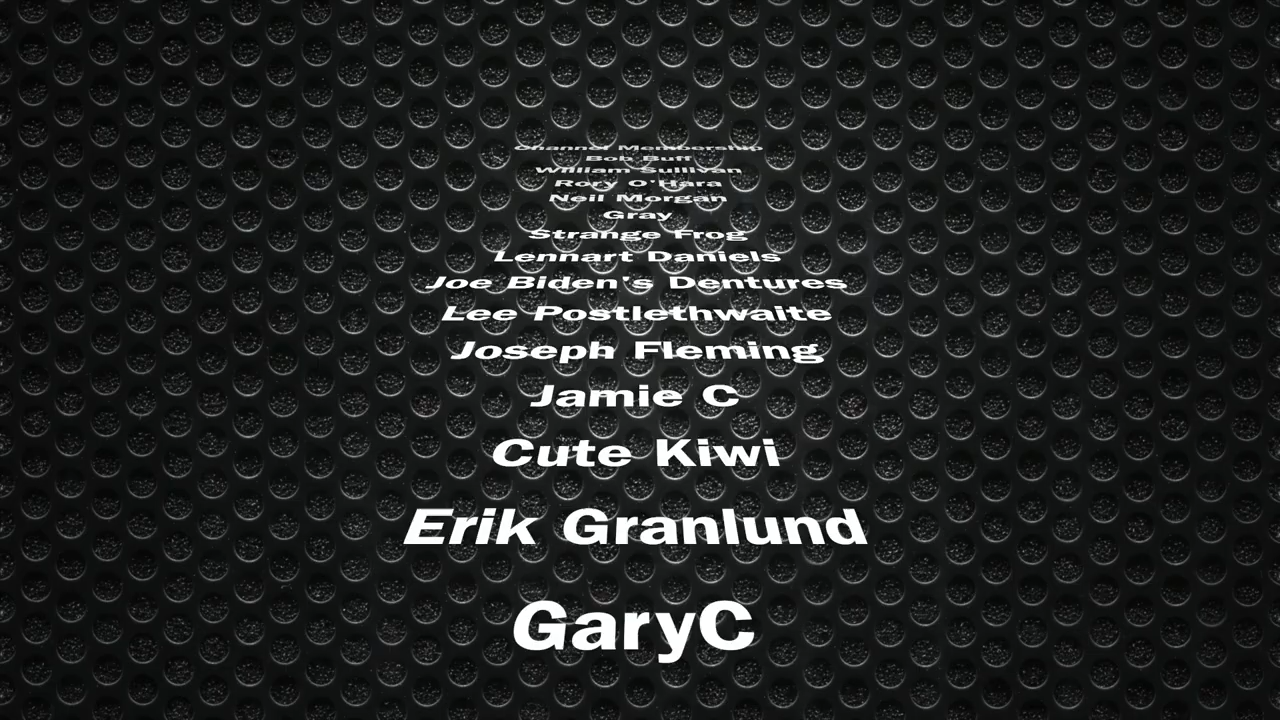 Channel Membership
Bob Buff
William Sullivan
Rory O'Hara
Neil Morgan
Gray
Strange Frog
Lennart Daniels
Joe Biden's Dentures
Lee Postlethwaite
Joseph Fleming
Jamie C
Cute Kiwi
Erik Granlund
GaryC